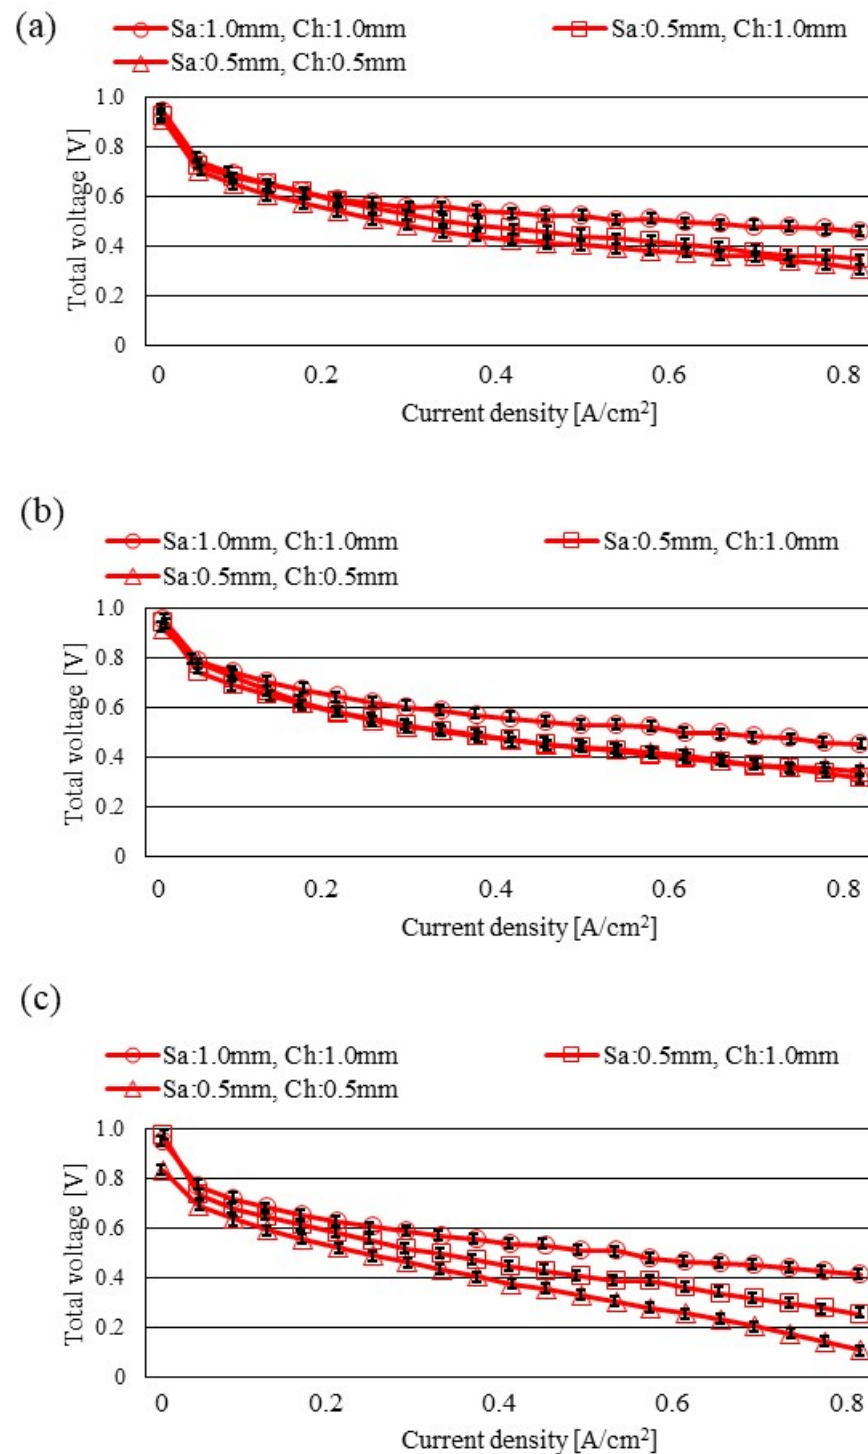 (a)
Sa:1.0mm, Ch:1.0mm Sa:0.5mm, Ch:1.0mm
Sa:0.5mm, Ch:0.5mm
Total voltage [V]
1.0
0.8
0.6
0.4
0.2
0
0 0.2 0.4 0.6 0.8
Current density [A/cm²]
(b)
Sa:1.0mm, Ch:1.0mm Sa:0.5mm, Ch:1.0mm
Sa:0.5mm, Ch:0.5mm
Total voltage [V]
1.0
0.8
0.6
0.4
0.2
0
0 0.2 0.4 0.6 0.8
Current density [A/cm²]
(c)
Sa:1.0mm, Ch:1.0mm Sa:0.5mm, Ch:1.0mm
Sa:0.5mm, Ch:0.5mm
Total voltage [V]
1.0
0.8
0.6
0.4
0.2
0
0 0.2 0.4 0.6 0.8
Current density [A/cm²]